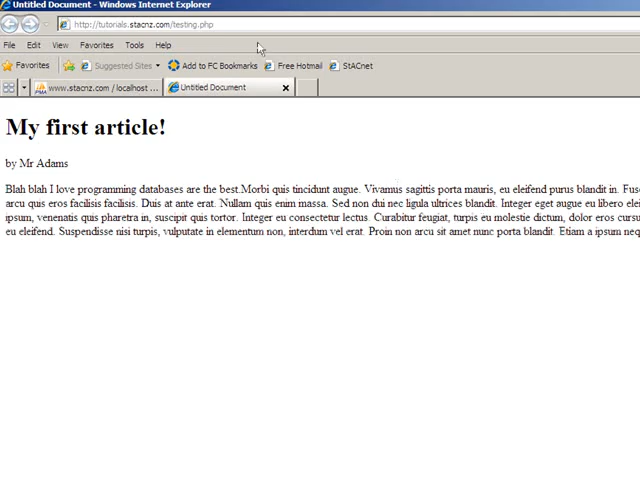 Untitled Document - Windows Internet Explorer
http://tutorials.stacnz.com/testing.php
File Edit View Favorites Tools Help
Favorites Suggested Sites Add to FC Bookmarks Free Hotmail StACnet
www.stacnz.com / localhost ... Untitled Document
My first article!
by Mr Adams
Blah blah I love programming databases are the best.Morbi quis tincidunt augue. Vivamus sagittis porta mauris, eu eleifend purus blandit in. Fusc
arcu quis eros facilisis facilisis. Duis at ante erat. Nullam quis enim massa. Sed non dui nec ligula ultrices blandit. Integer eget augue eu libero elei
ipsum, venenatis quis pharetra in, suscipit quis tortor. Integer eu consectetur lectus. Curabitur feugiat, turpis eu molestie dictum, dolor eros cursu
eu eleifend. Suspendisse nisi turpis, vulputate in elementum non, interdum vel erat. Proin non arcu sit amet nunc porta blandit. Etiam a ipsum neq